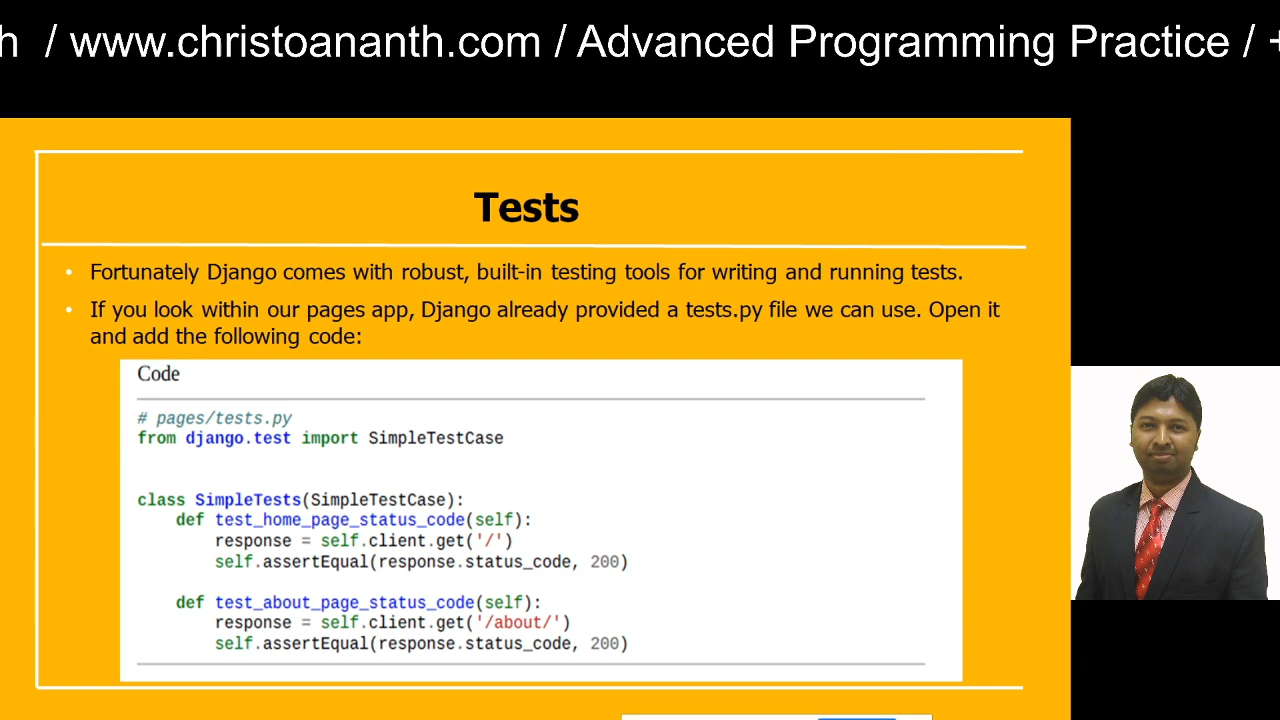 h / www.christoananth.com / Advanced Programming Practice / +
Tests
• Fortunately Django comes with robust, built-in testing tools for writing and running tests.
• If you look within our pages app, Django already provided a tests.py file we can use. Open it
and add the following code:
Code
# pages/tests.py
from django.test import SimpleTestCase
class SimpleTests(SimpleTestCase):
def test_home_page_status_code(self):
response = self.client.get('/')
self.assertEqual(response.status_code, 200)
def test_about_page_status_code(self):
response = self.client.get('/about/')
self.assertEqual(response.status_code, 200)